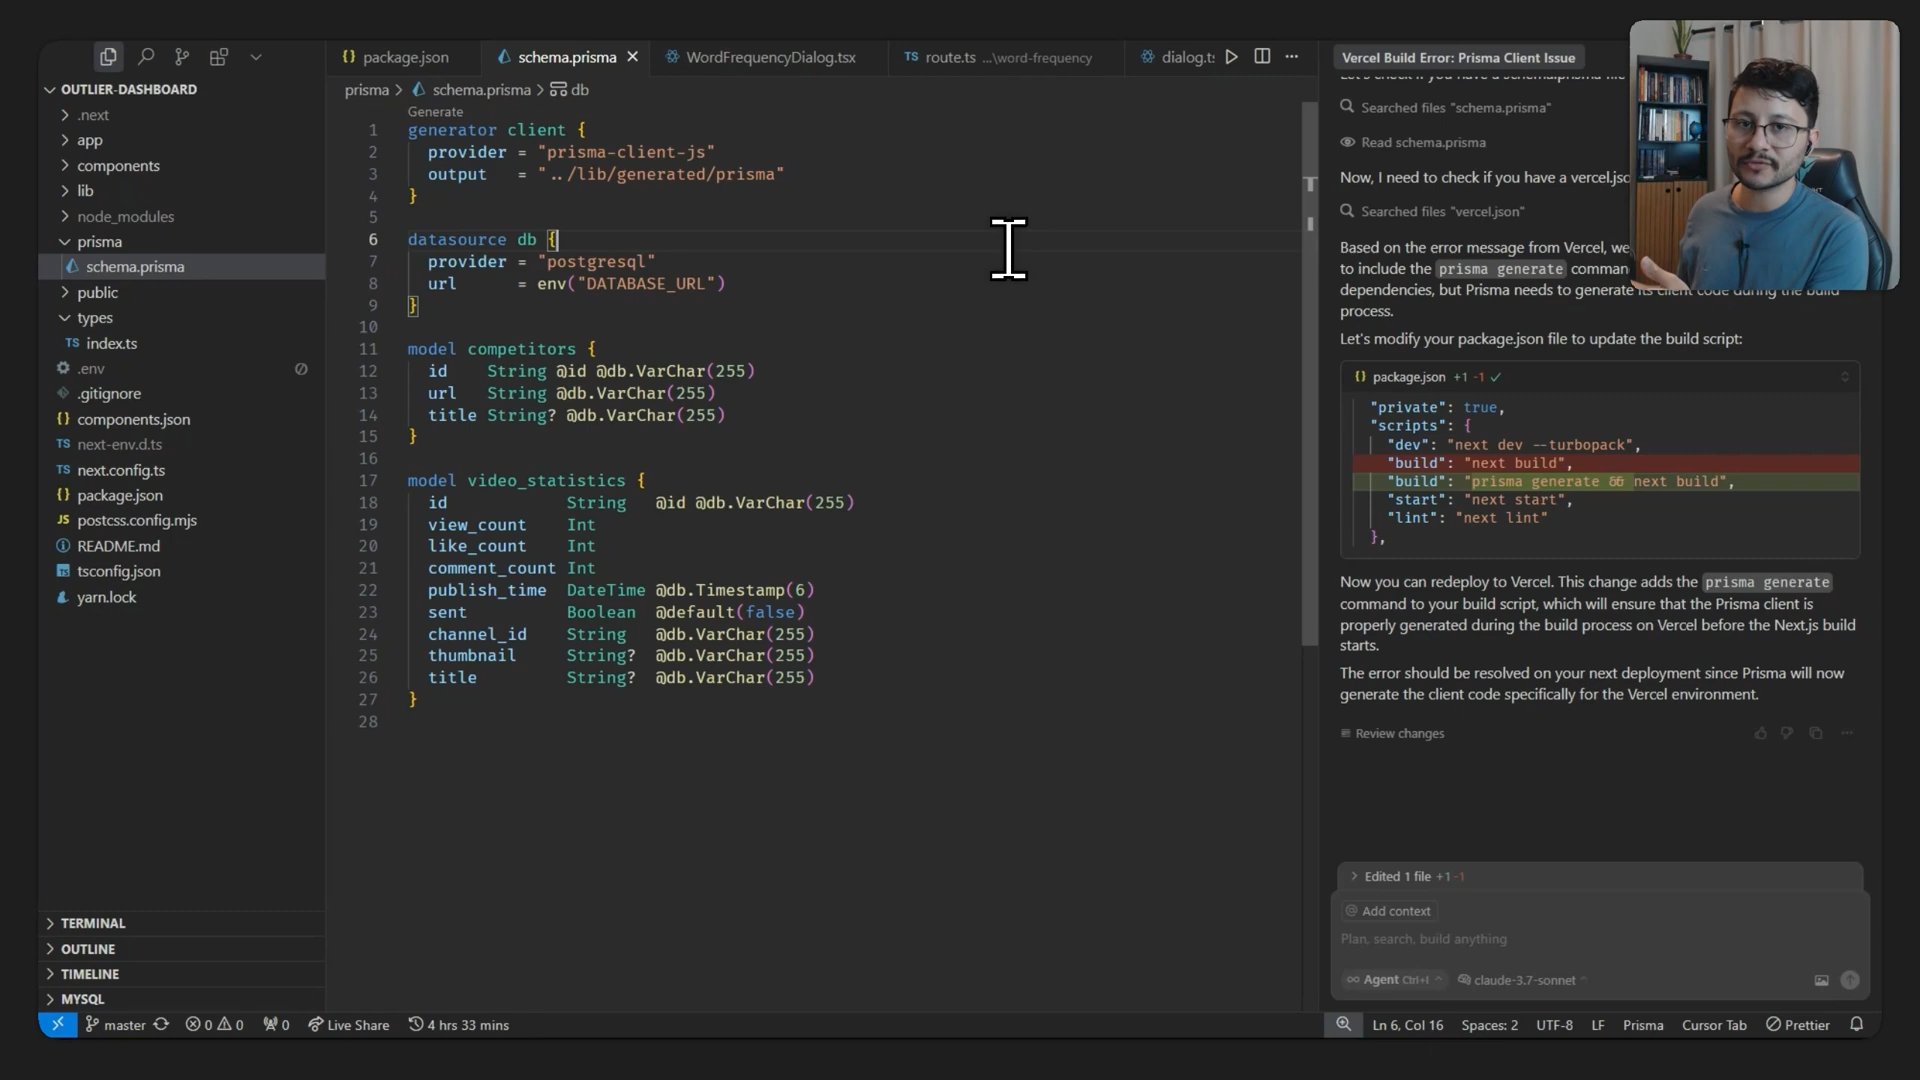 package.json
schema.prisma
WordFrequencyDialog.tsx
TS route.ts ...\word-frequency
dialog.ts
OUTLIER-DASHBOARD
.next
app
components
lib
node_modules
prisma
schema.prisma
public
types
TS index.ts
.env
.gitignore
components.json
TS next-env.d.ts
TS next.config.ts
package.json
JS postcss.config.mjs
README.md
tsconfig.json
yarn.lock
TERMINAL
OUTLINE
TIMELINE
MYSQL
prisma > schema.prisma > db
Generate
1 generator client {
2 provider = "prisma-client-js"
3 output = "../lib/generated/prisma"
4 }
5
6 datasource db {
7 provider = "postgresql"
8 url = env("DATABASE_URL")
9 }
10
11 model competitors {
12 id String @id @db.VarChar(255)
13 url String @db.VarChar(255)
14 title String? @db.VarChar(255)
15 }
16
17 model video_statistics {
18 id String @id @db.VarChar(255)
19 view_count Int
20 like_count Int
21 comment_count Int
22 publish_time DateTime @db.Timestamp(6)
23 sent Boolean @default(false)
24 channel_id String @db.VarChar(255)
25 thumbnail String? @db.VarChar(255)
26 title String? @db.VarChar(255)
27 }
28
Vercel Build Error: Prisma Client Issue
Searched files "schema.prisma"
Read schema.prisma
Now, I need to check if you have a vercel.jso
Searched files "vercel.json"
Based on the error message from Vercel, we
to include the prisma generate comman
dependencies, but Prisma needs to generate its client code during the build
process.
Let's modify your package.json file to update the build script:
{} package.json +1 -1
"private": true,
"scripts": {
"dev": "next dev --turbopack",
"build": "next build",
"build": "prisma generate && next build",
"start": "next start",
"lint": "next lint"
},
Now you can redeploy to Vercel. This change adds the prisma generate
command to your build script, which will ensure that the Prisma client is
properly generated during the build process on Vercel before the Next.js build
starts.
The error should be resolved on your next deployment since Prisma will now
generate the client code specifically for the Vercel environment.
Review changes
Edited 1 file +1 -1
@ Add context
Plan, search, build anything
Agent Ctrl+I claude-3.7-sonnet
master 0 0 0 Live Share 4 hrs 33 mins
Ln 6, Col 16 Spaces: 2 UTF-8 LF Prisma Cursor Tab Prettier